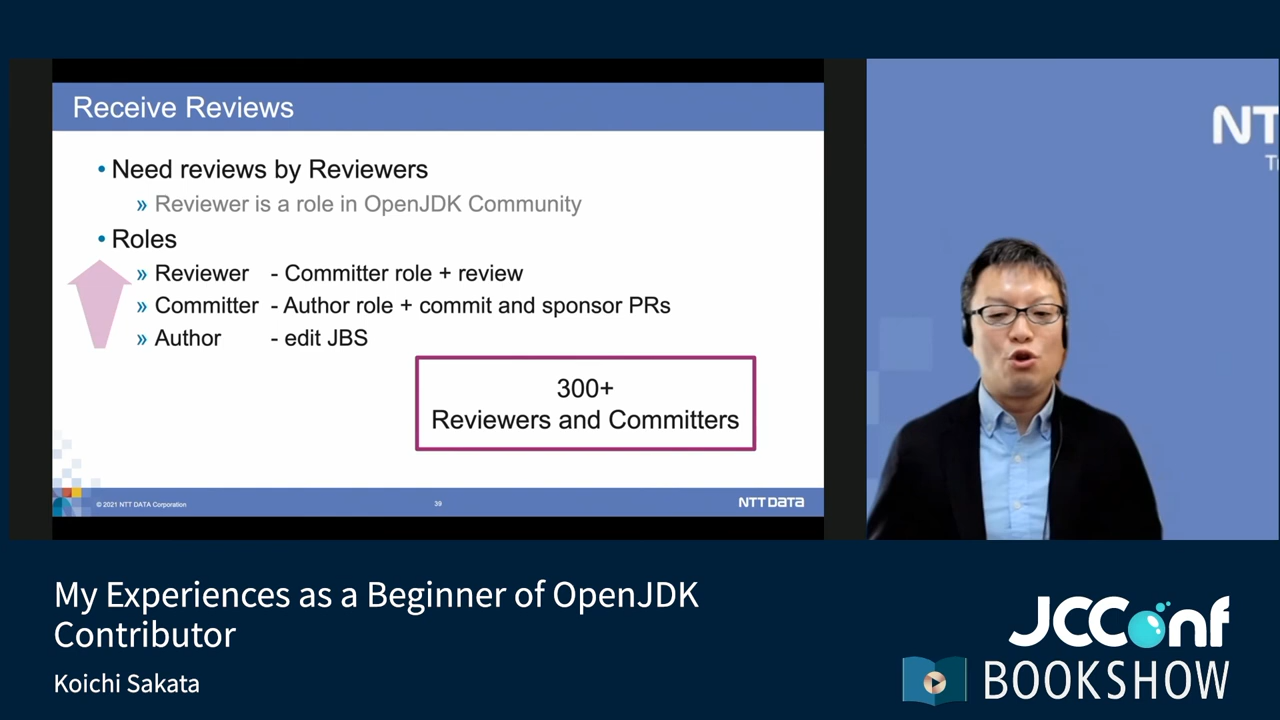 Receive Reviews
• Need reviews by Reviewers
» Reviewer is a role in OpenJDK Community
• Roles
» Reviewer - Committer role + review
» Committer - Author role + commit and sponsor PRs
» Author - edit JBS
300+
Reviewers and Committers
© 2021 NTT DATA Corporation
39
NTT DATA
NT
T
My Experiences as a Beginner of OpenJDK
Contributor
Koichi Sakata
JCConf
BOOKSHOW